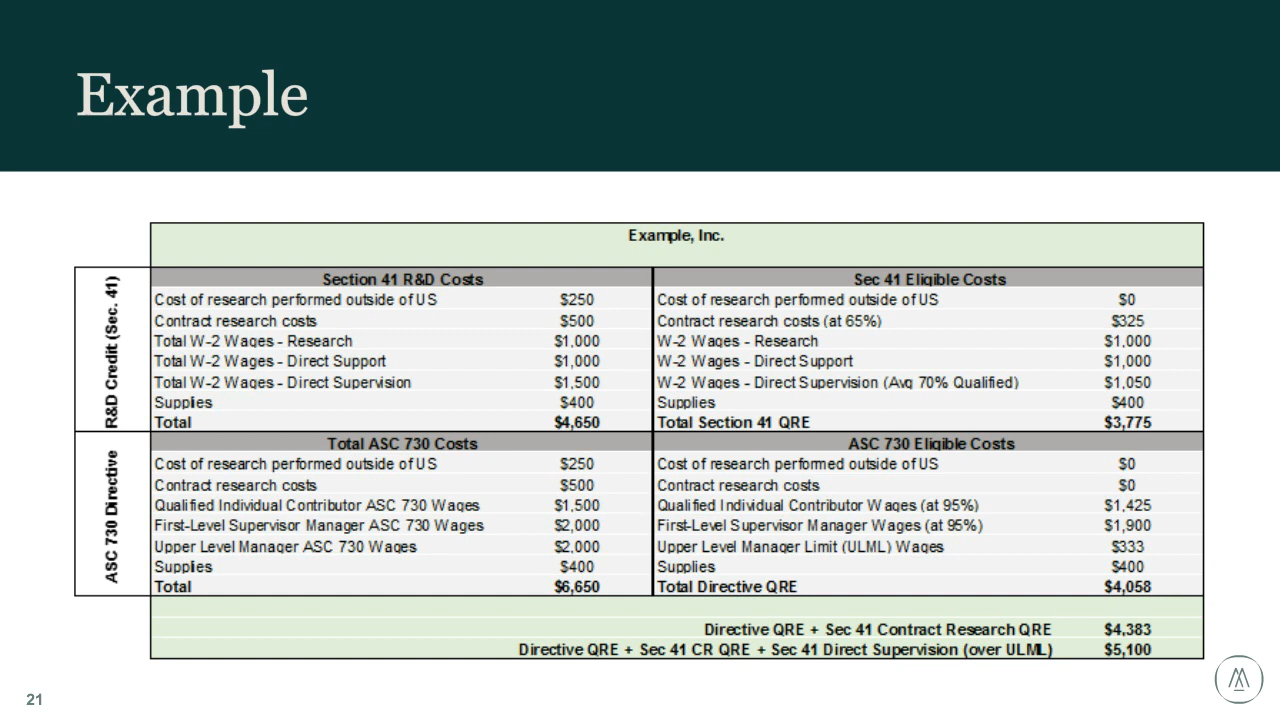 Example
Example, Inc.
R&D Credit (Sec. 41)
Section 41 R&D Costs Sec 41 Eligible Costs
Cost of research performed outside of US $250 Cost of research performed outside of US $0
Contract research costs $500 Contract research costs (at 65%) $325
Total W-2 Wages - Research $1,000 W-2 Wages - Research $1,000
Total W-2 Wages - Direct Support $1,000 W-2 Wages - Direct Support $1,000
Total W-2 Wages - Direct Supervision $1,500 W-2 Wages - Direct Supervision (Avg 70% Qualified) $1,050
Supplies $400 Supplies $400
Total $4,650 Total Section 41 QRE $3,775
ASC 730 Directive
Total ASC 730 Costs ASC 730 Eligible Costs
Cost of research performed outside of US $250 Cost of research performed outside of US $0
Contract research costs $500 Contract research costs $0
Qualified Individual Contributor ASC 730 Wages $1,500 Qualified Individual Contributor Wages (at 95%) $1,425
First-Level Supervisor Manager ASC 730 Wages $2,000 First-Level Supervisor Manager Wages (at 95%) $1,900
Upper Level Manager ASC 730 Wages $2,000 Upper Level Manager Limit (ULML) Wages $333
Supplies $400 Supplies $400
Total $6,650 Total Directive QRE $4,058
Directive QRE + Sec 41 Contract Research QRE $4,383
Directive QRE + Sec 41 CR QRE + Sec 41 Direct Supervision (over ULML) $5,100
21